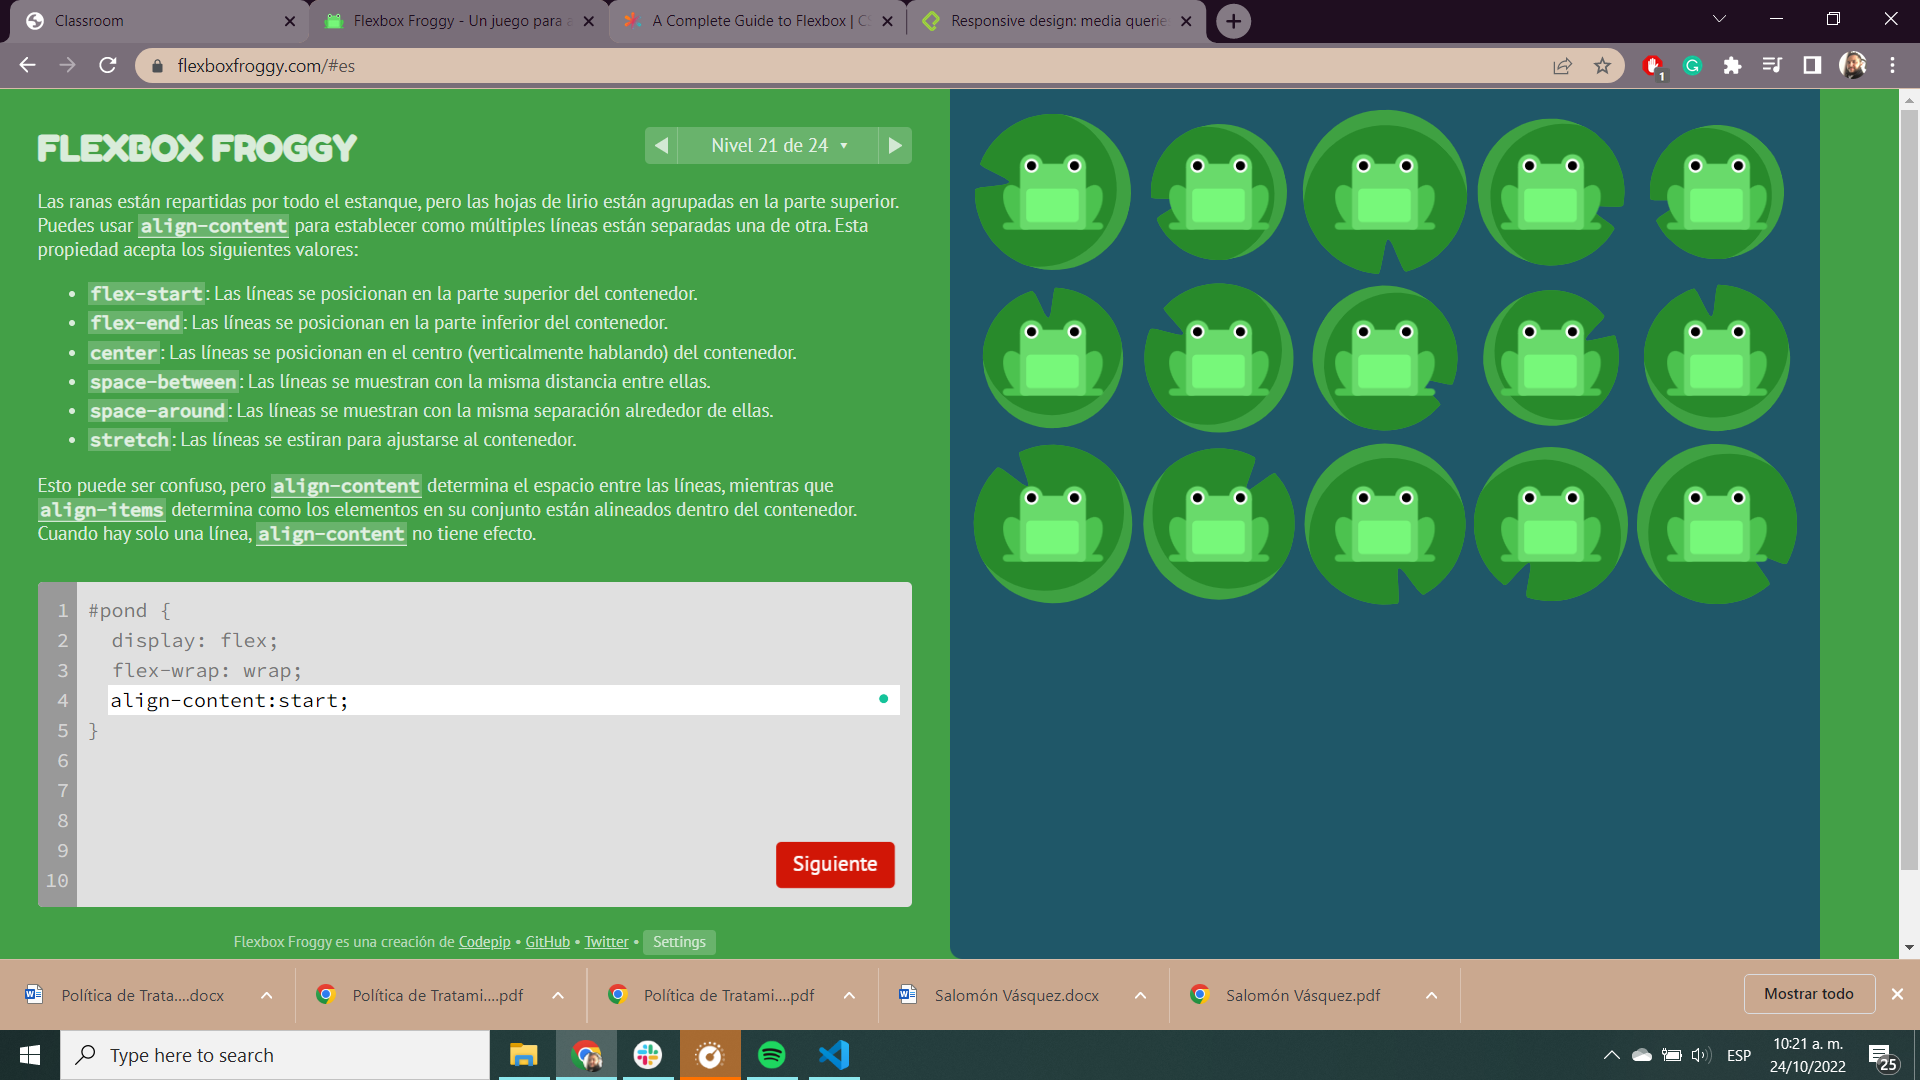 Classroom
Flexbox Froggy - Un juego para a
A Complete Guide to Flexbox | CS
Responsive design: media querie
flexboxfroggy.com/#es
1
FLEXBOX FROGGY
Nivel 21 de 24
Las ranas están repartidas por todo el estanque, pero las hojas de lirio están agrupadas en la parte superior.
Puedes usar align-content para establecer como múltiples líneas están separadas una de otra. Esta
propiedad acepta los siguientes valores:
• flex-start: Las líneas se posicionan en la parte superior del contenedor.
• flex-end: Las líneas se posicionan en la parte inferior del contenedor.
• center: Las líneas se posicionan en el centro (verticalmente hablando) del contenedor.
• space-between: Las líneas se muestran con la misma distancia entre ellas.
• space-around: Las líneas se muestran con la misma separación alrededor de ellas.
• stretch: Las líneas se estiran para ajustarse al contenedor.
Esto puede ser confuso, pero align-content determina el espacio entre las líneas, mientras que
align-items determina como los elementos en su conjunto están alineados dentro del contenedor.
Cuando hay solo una línea, align-content no tiene efecto.
1 #pond {
2 display: flex;
3 flex-wrap: wrap;
4 align-content:start;
5 }
6
7
8
9
10
Siguiente
Flexbox Froggy es una creación de Codepip • GitHub • Twitter • Settings
Política de Trata....docx
Política de Tratami....pdf
Política de Tratami....pdf
Salomón Vásquez.docx
Salomón Vásquez.pdf
Mostrar todo
Type here to search
ESP
10:21 a. m.
24/10/2022
25